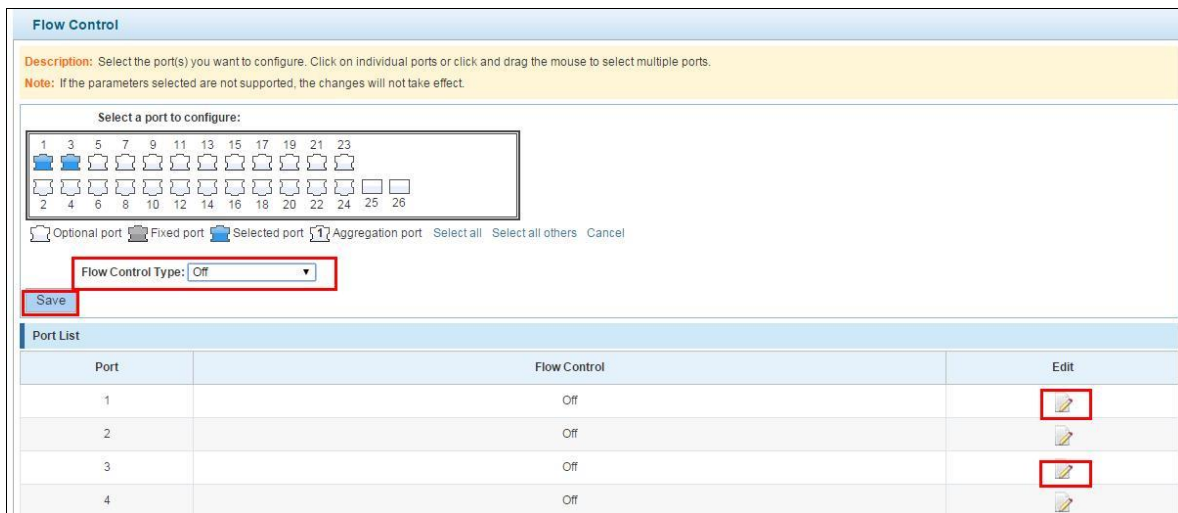 Flow Control
Description: Select the port(s) you want to configure. Click on individual ports or click and drag the mouse to select multiple ports.
Note: If the parameters selected are not supported, the changes will not take effect.
Select a port to configure:
1 3 5 7 9 11 13 15 17 19 21 23
2 4 6 8 10 12 14 16 18 20 22 24 25 26
Optional port Fixed port Selected port 1 Aggregation port Select all Select all others Cancel
Flow Control Type: Off
Save
Port List
Port Flow Control Edit
1 Off
2 Off
3 Off
4 Off